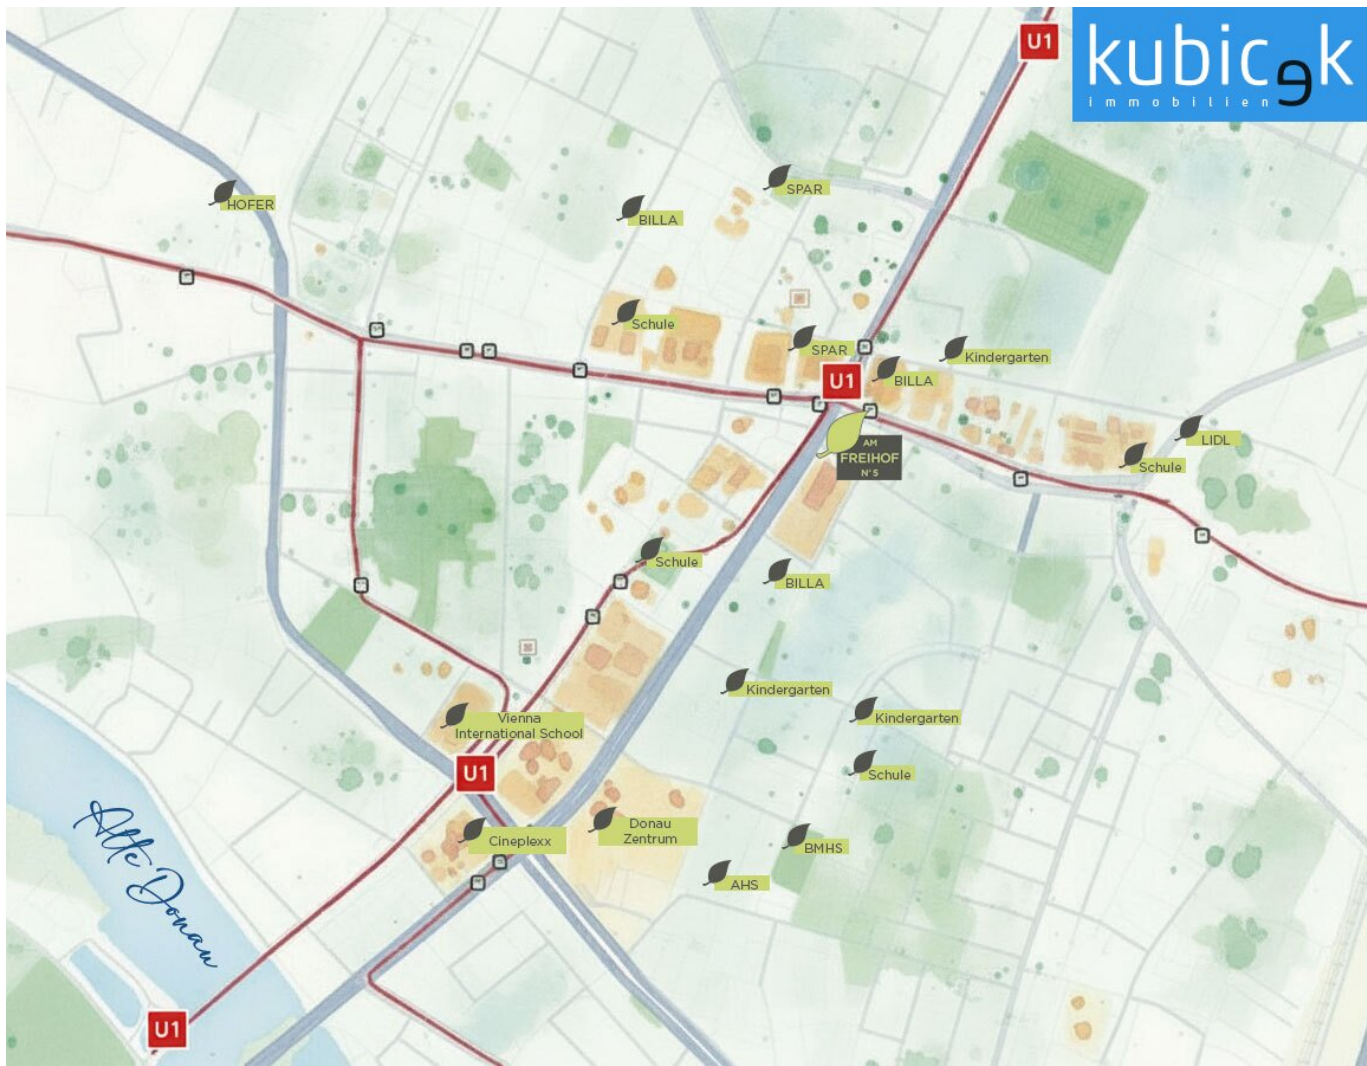 U1
kubicek
immobilien
SPAR
HOFER
BILLA
Schule
SPAR
Kindergarten
U1
BILLA
AM
FREIHOF
N°5
LIDL
Schule
Schule
BILLA
Kindergarten
Kindergarten
Vienna
International School
U1
Schule
Cineplexx
Donau
Zentrum
BMHS
AHS
Alte Donau
U1